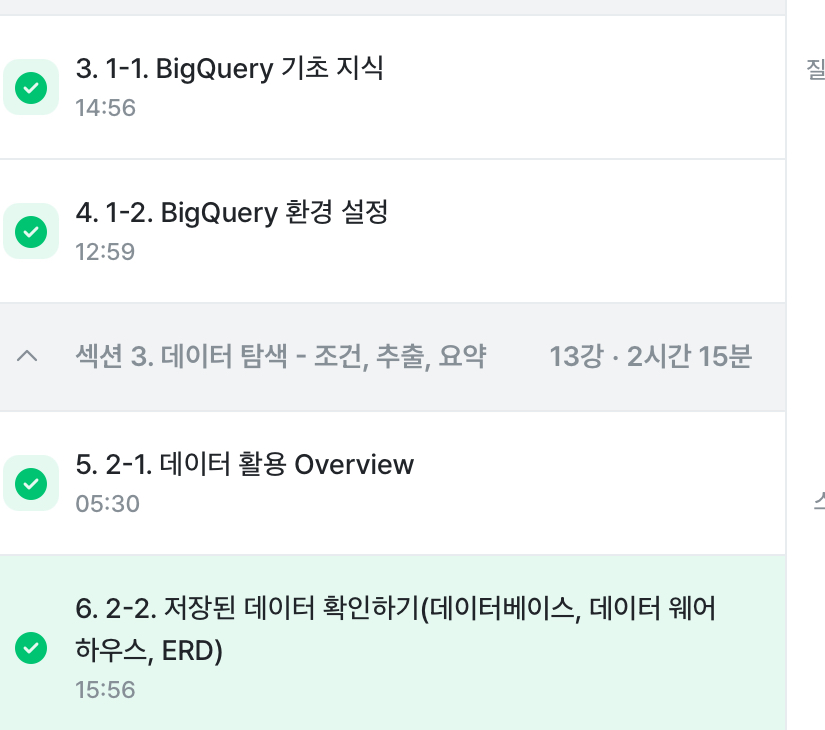 3. 1-1. BigQuery 기초 지식
14:56
질
4. 1-2. BigQuery 환경 설정
12:59
섹션 3. 데이터 탐색 - 조건, 추출, 요약 13강 · 2시간 15분
5. 2-1. 데이터 활용 Overview
05:30
6. 2-2. 저장된 데이터 확인하기(데이터베이스, 데이터 웨어
하우스, ERD)
15:56